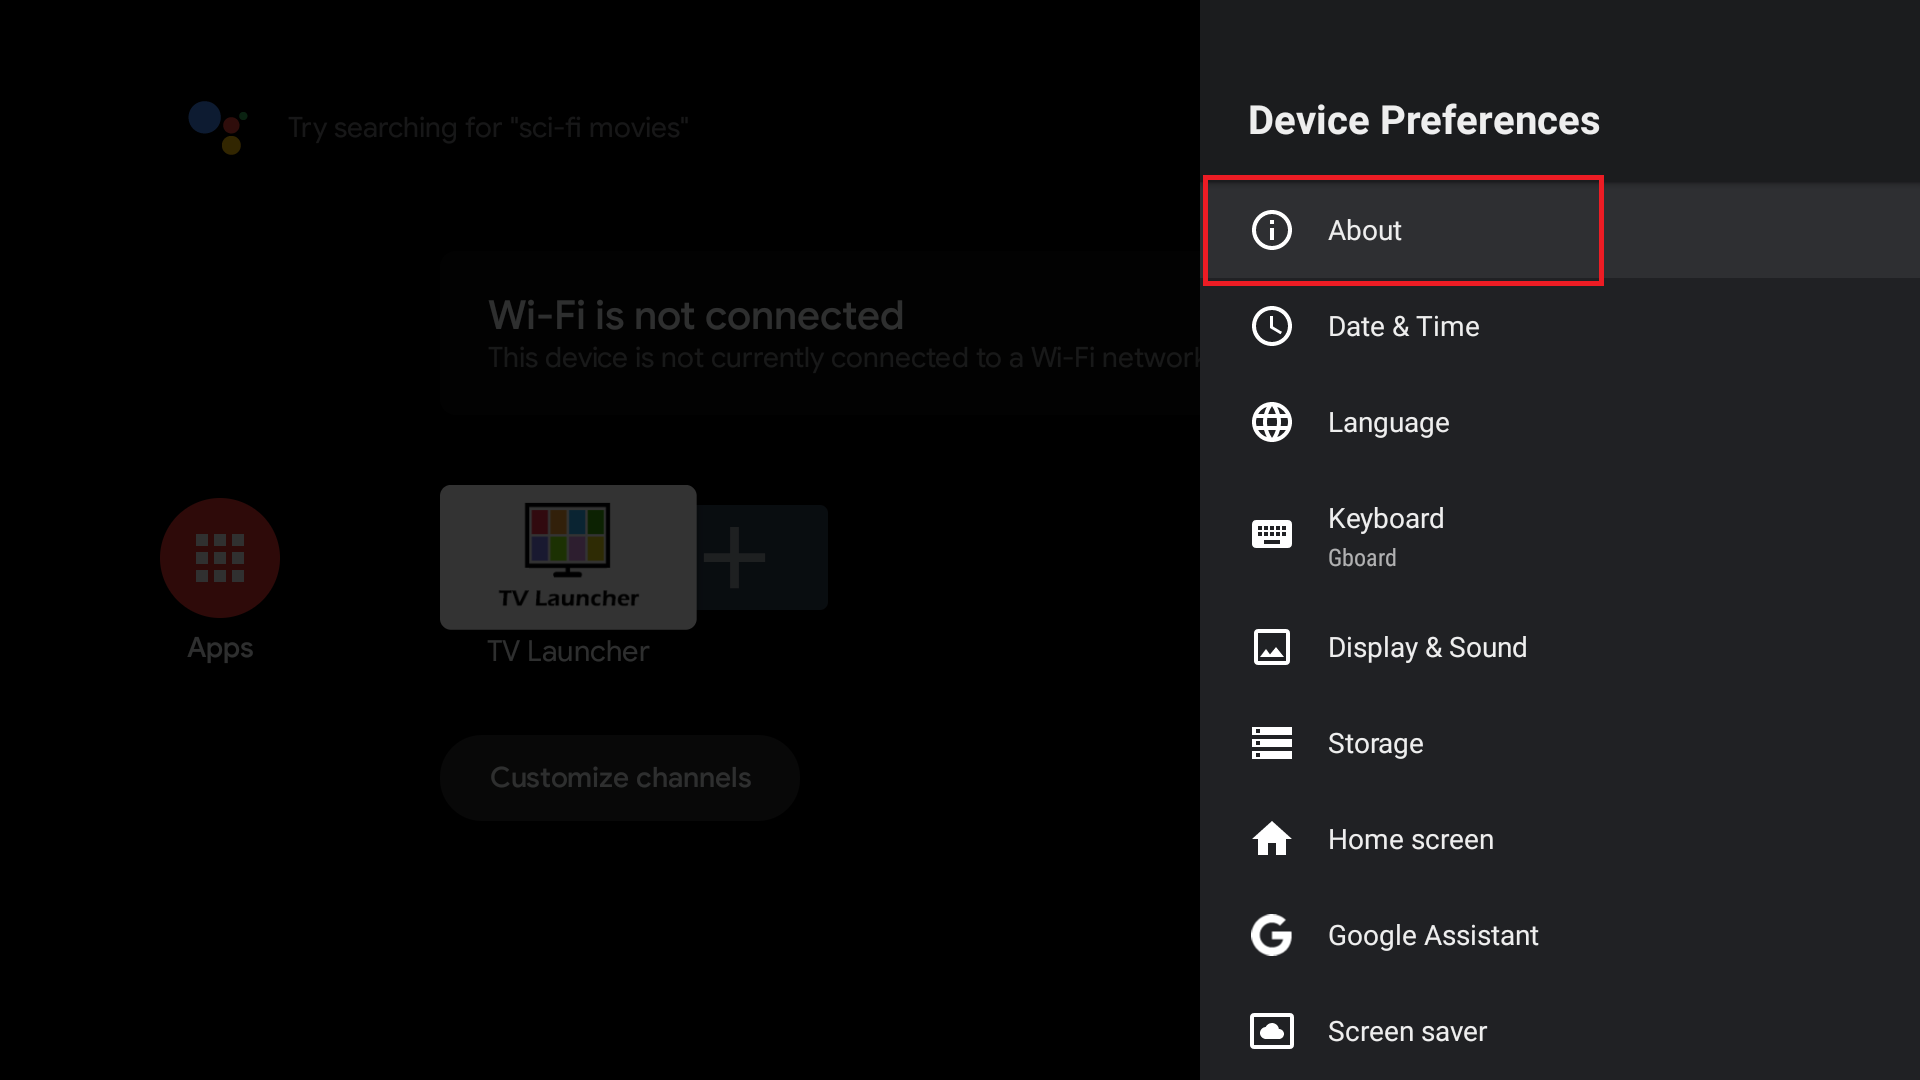 Try searching for "sci-fi movies"
Wi-Fi is not connected
This device is not currently connected to a Wi-Fi network
TV Launcher
Apps
TV Launcher
Customize channels
Device Preferences
About
Date & Time
Language
Keyboard
Gboard
Display & Sound
Storage
Home screen
Google Assistant
Screen saver